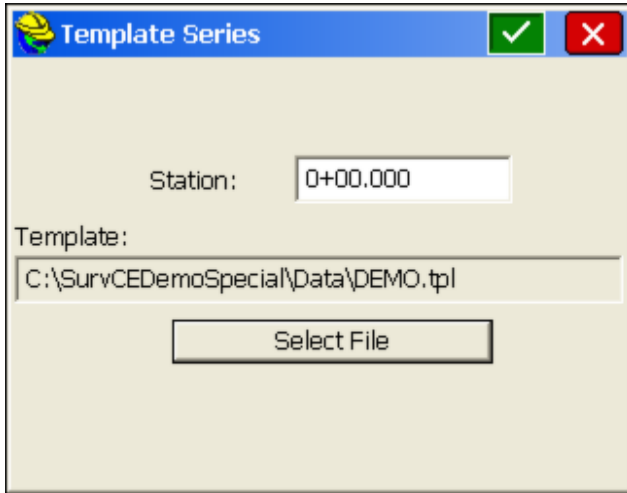 Template Series
Station: 0+00.000
Template:
C:\SurvCEDemoSpecial\Data\DEMO.tpl
Select File